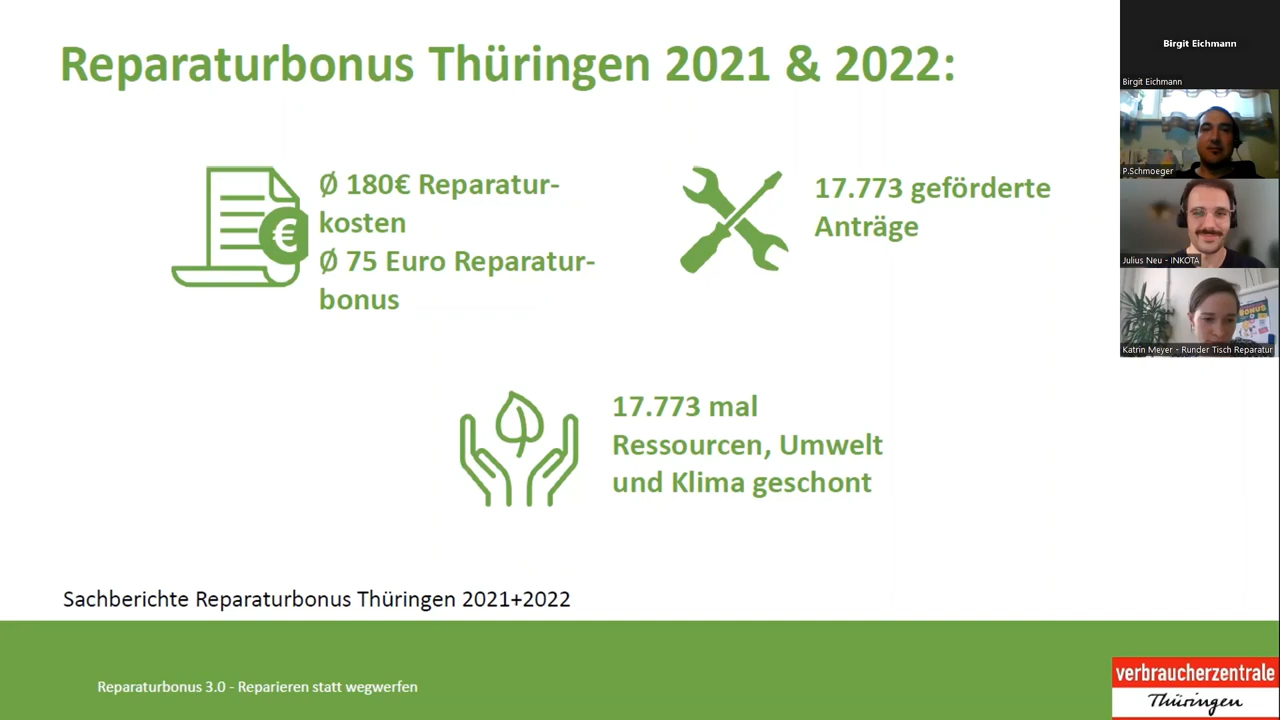 Reparaturbonus Thüringen 2021 & 2022:
Ø 180€ Reparatur-
kosten
Ø 75 Euro Reparatur-
bonus
€
17.773 geförderte
Anträge
17.773 mal
Ressourcen, Umwelt
und Klima geschont
Sachberichte Reparaturbonus Thüringen 2021+2022
Reparaturbonus 3.0 - Reparieren statt wegwerfen
verbraucherzentrale
Thüringen
Birgit Eichmann
Birgit Eichmann
P.Schmoeger
Julius Neu - INKOTA
BONUS
Katrin Meyer - Runder Tisch Reparatur